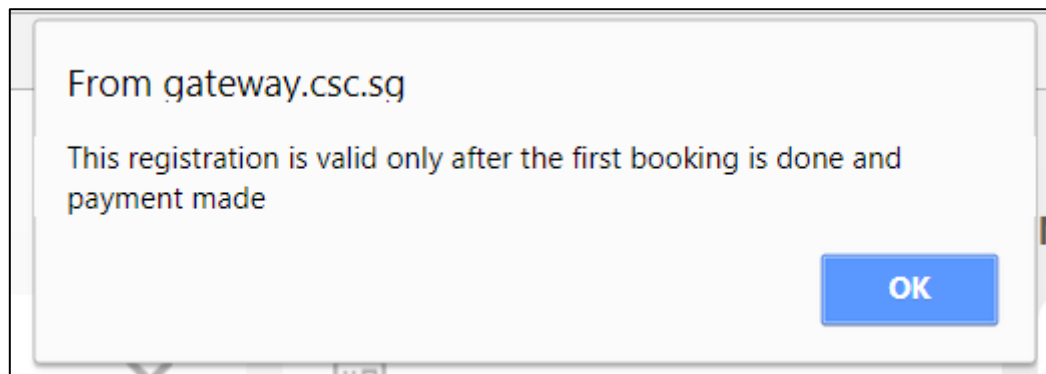 From gateway.csc.sg
This registration is valid only after the first booking is done and
payment made
OK